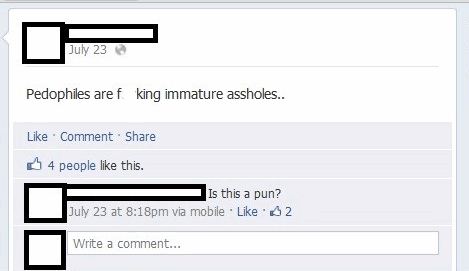 July 23
Pedophiles are f king immature assholes..
Like · Comment · Share
4 people like this.
Is this a pun?
July 23 at 8:18pm via mobile · Like · 2
Write a comment...